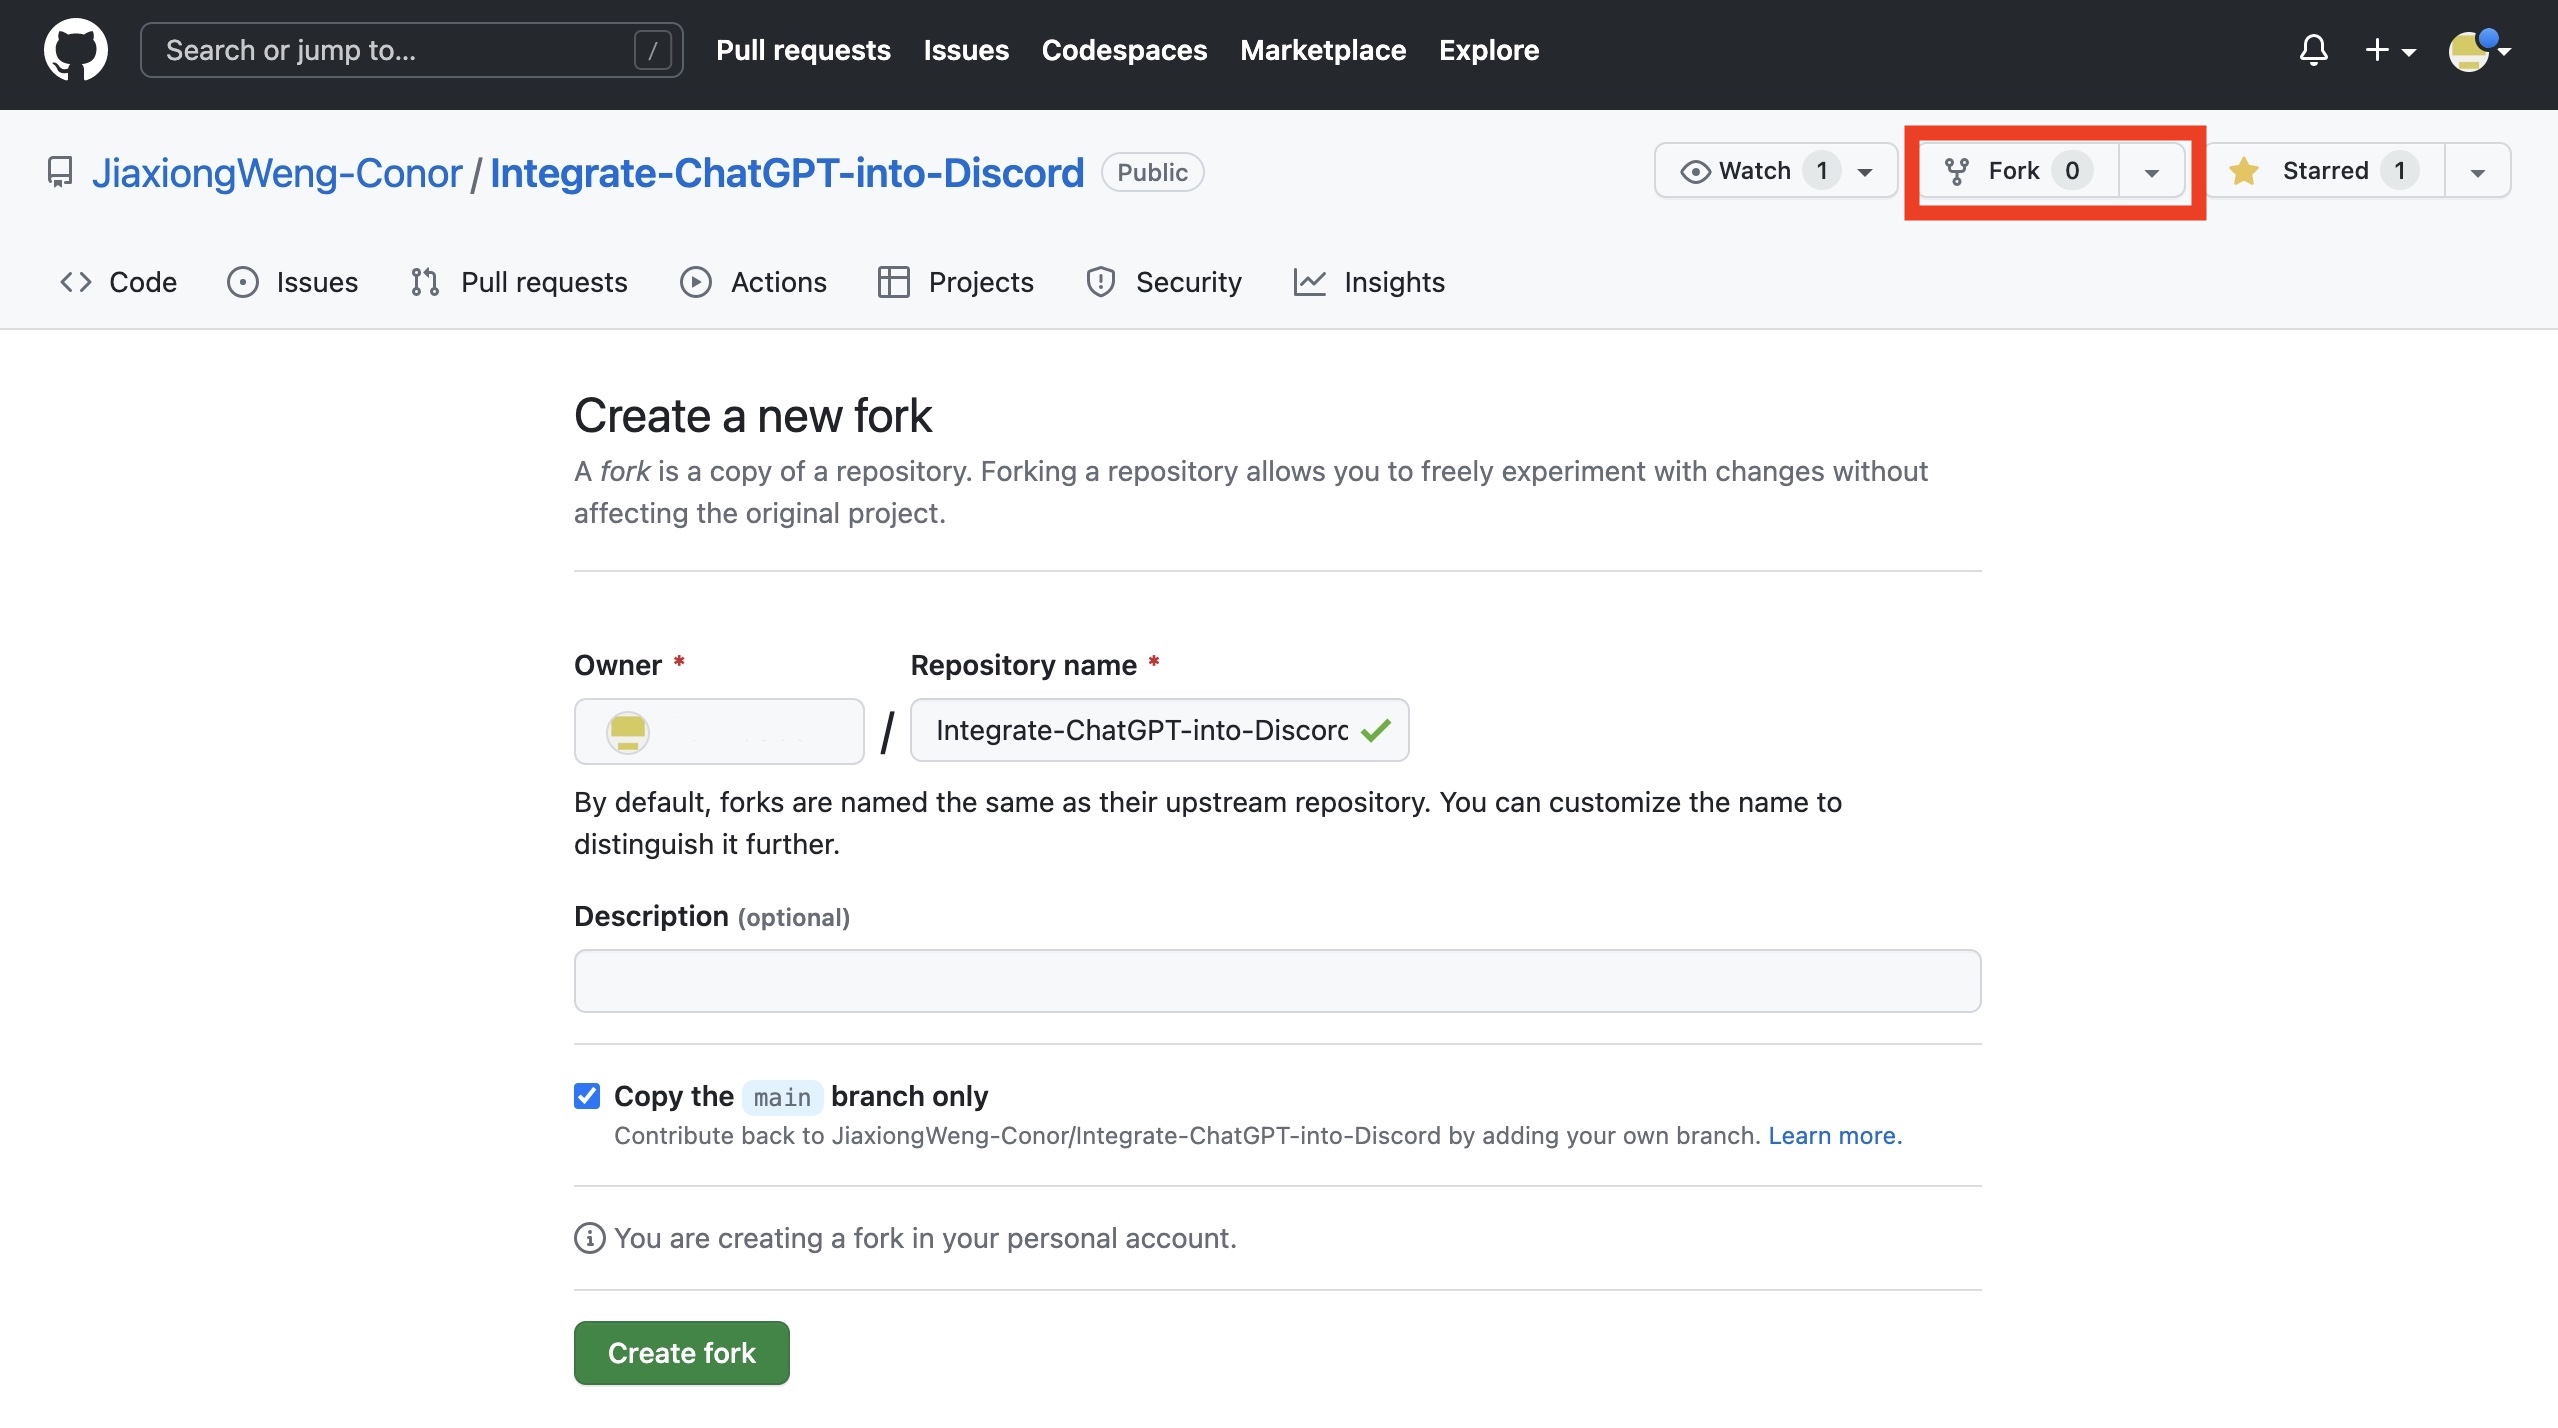 Search or jump to... / Pull requests Issues Codespaces Marketplace Explore
JiaxiongWeng-Conor / Integrate-ChatGPT-into-Discord Public Watch 1 Fork 0 Starred 1
Code Issues Pull requests Actions Projects Security Insights
Create a new fork
A fork is a copy of a repository. Forking a repository allows you to freely experiment with changes without
affecting the original project.
Owner * Repository name *
/ Integrate-ChatGPT-into-Discord
By default, forks are named the same as their upstream repository. You can customize the name to
distinguish it further.
Description (optional)
Copy the main branch only
Contribute back to JiaxiongWeng-Conor/Integrate-ChatGPT-into-Discord by adding your own branch. Learn more.
You are creating a fork in your personal account.
Create fork